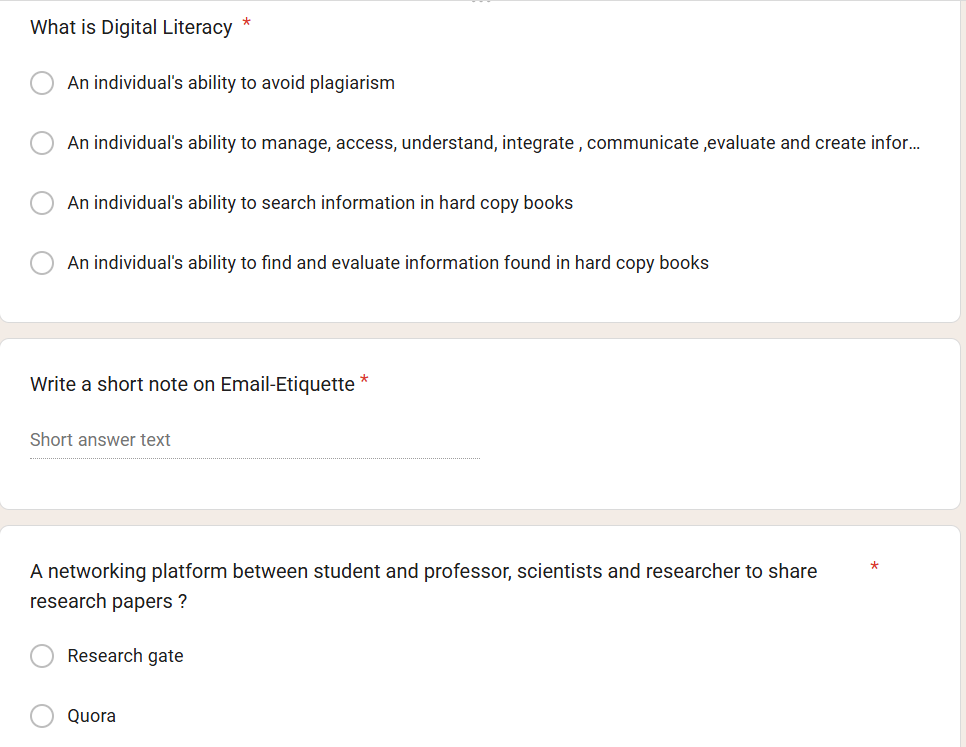 What is Digital Literacy *
An individual's ability to avoid plagiarism
An individual's ability to manage, access, understand, integrate , communicate ,evaluate and create infor...
An individual's ability to search information in hard copy books
An individual's ability to find and evaluate information found in hard copy books
Write a short note on Email-Etiquette *
Short answer text
A networking platform between student and professor, scientists and researcher to share *
research papers ?
Research gate
Quora